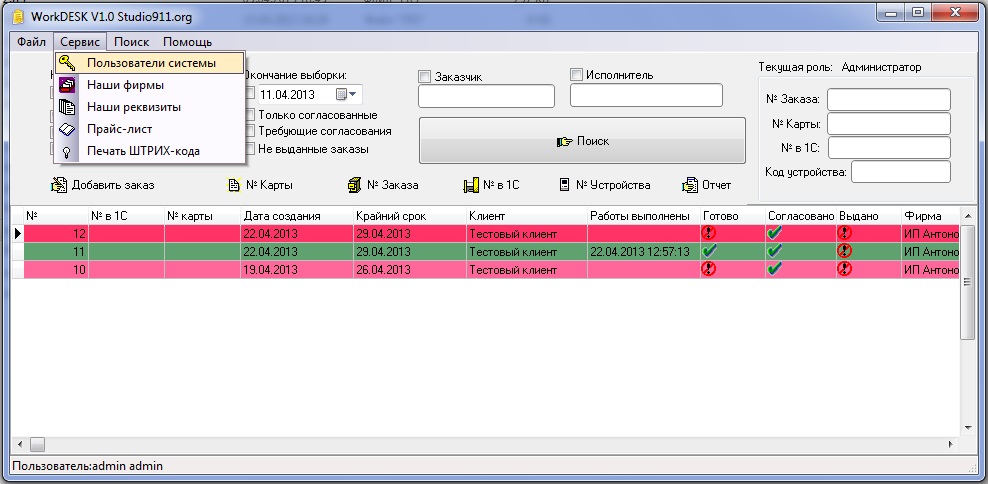 WorkDESK V1.0 Studio911.org
Файл Сервис Поиск Помощь
Пользователи системы
Наши фирмы
Наши реквизиты
Прайс-лист
Печать ШТРИХ-кода
Окончание выборки:
11.04.2013
Только согласованные
Требующие согласования
Не выданные заказы
Заказчик
Исполнитель
Поиск
Текущая роль: Администратор
№ Заказа:
№ Карты:
№ в 1С:
Код устройства:
Добавить заказ № Карты № Заказа № в 1С № Устройства Отчет
№ № в 1С № карты Дата создания Крайний срок Клиент Работы выполнены Готово Согласовано Выдано Фирма
12 22.04.2013 29.04.2013 Тестовый клиент ИП Антоно
11 22.04.2013 29.04.2013 Тестовый клиент 22.04.2013 12:57:13 ИП Антоно
10 19.04.2013 26.04.2013 Тестовый клиент ИП Антоно
Пользователь:admin admin